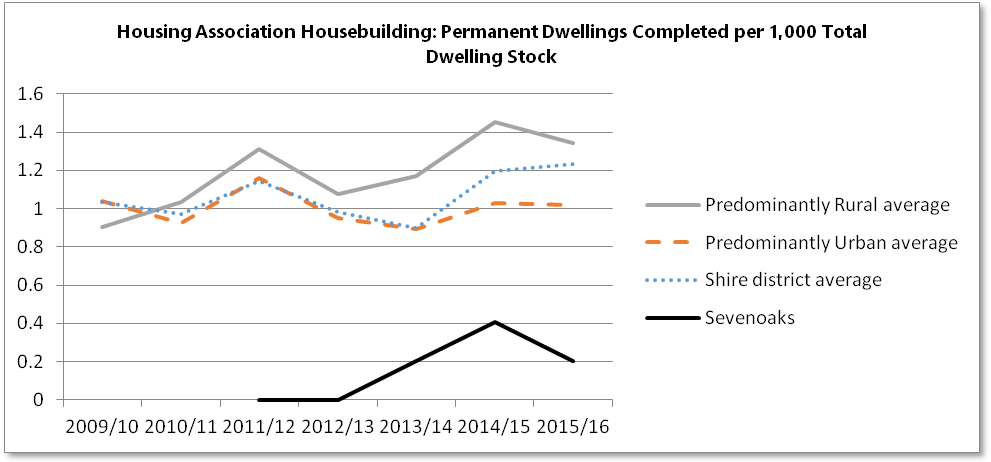 Housing Association Housebuilding: Permanent Dwellings Completed per 1,000 Total
Dwelling Stock
1.6
1.4
1.2
1
0.8
0.6
0.4
0.2
0
2009/10 2010/11 2011/12 2012/13 2013/14 2014/15 2015/16
Predominantly Rural average
Predominantly Urban average
Shire district average
Sevenoaks